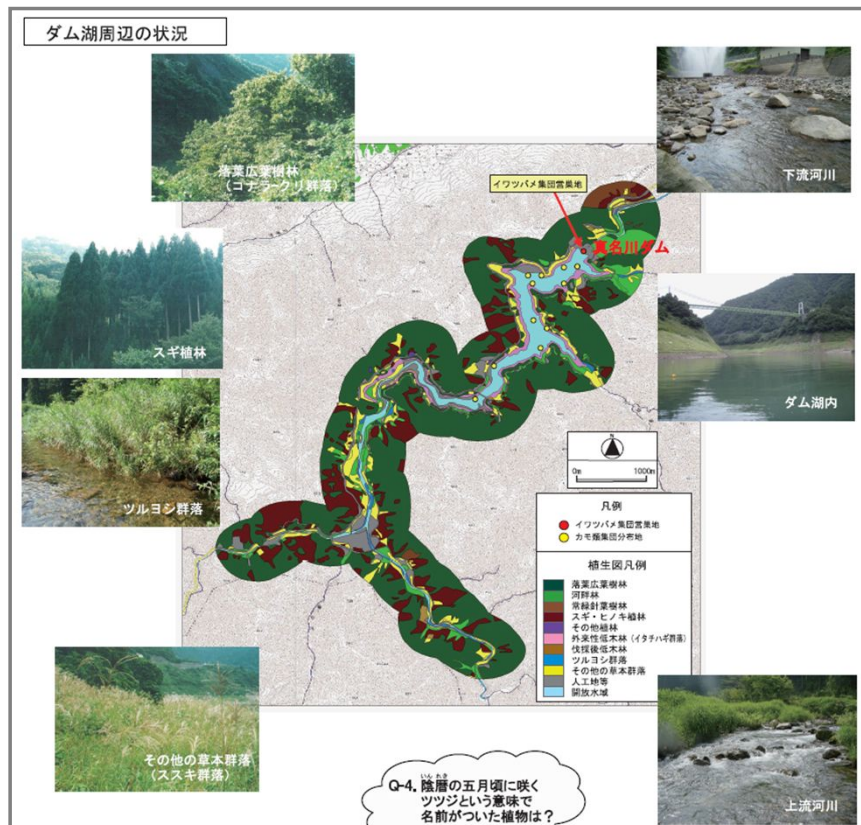 ダム湖周辺の状況
落葉広葉樹林
（コナラ-クリ群落）
下流河川
イワツバメ集団営巣地
真名川ダム
スギ植林
ダム湖内
ツルヨシ群落
N
0m 1000m
凡例
イワツバメ集団営巣地
カモ類集団分布地
植生図凡例
落葉広葉樹林
河畔林
常緑針葉樹林
スギ・ヒノキ植林
その他植林
外来性低木林（イタチハギ群落）
伐採後低木林
ツルヨシ群落
その他の草本群落
人工地等
開放水域
その他の草本群落
（ススキ群落）
上流河川
いんれき
Q-4. 陰暦の五月頃に咲く
ツツジという意味で
名前がついた植物は？